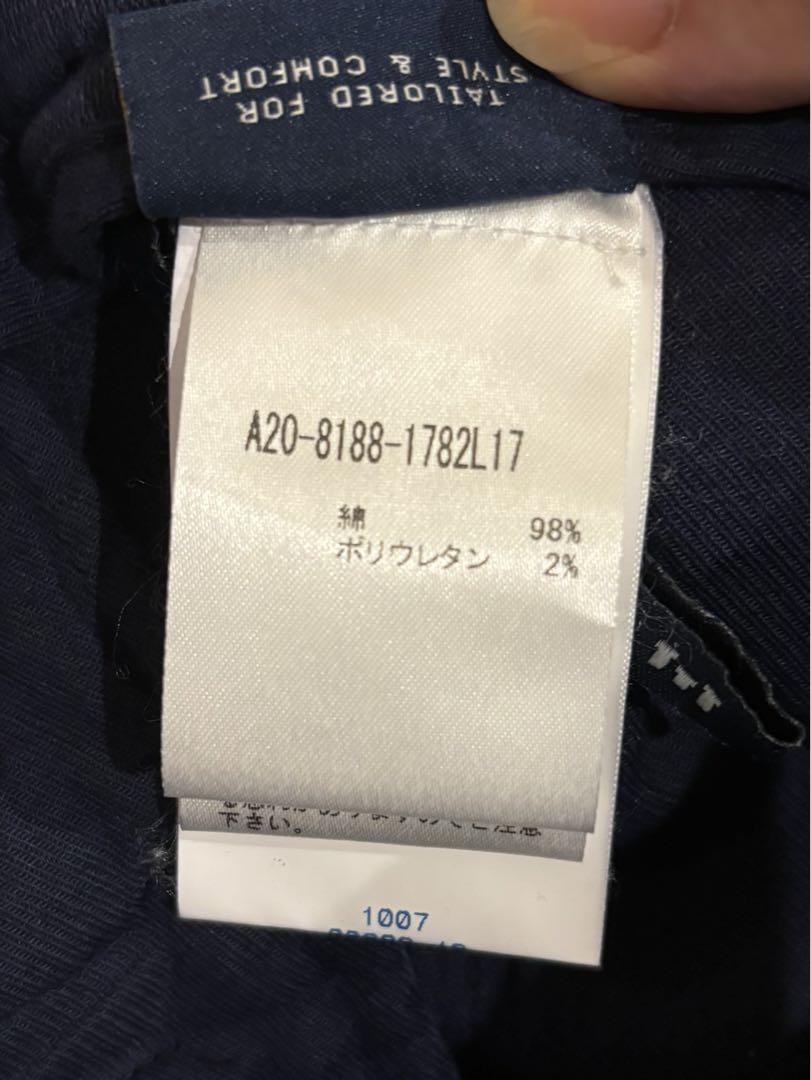 TAILORED FOR
STYLE & COMFORT
A20-8188-1782L17
綿 98%
ポリウレタン 2%
下さい。
1007